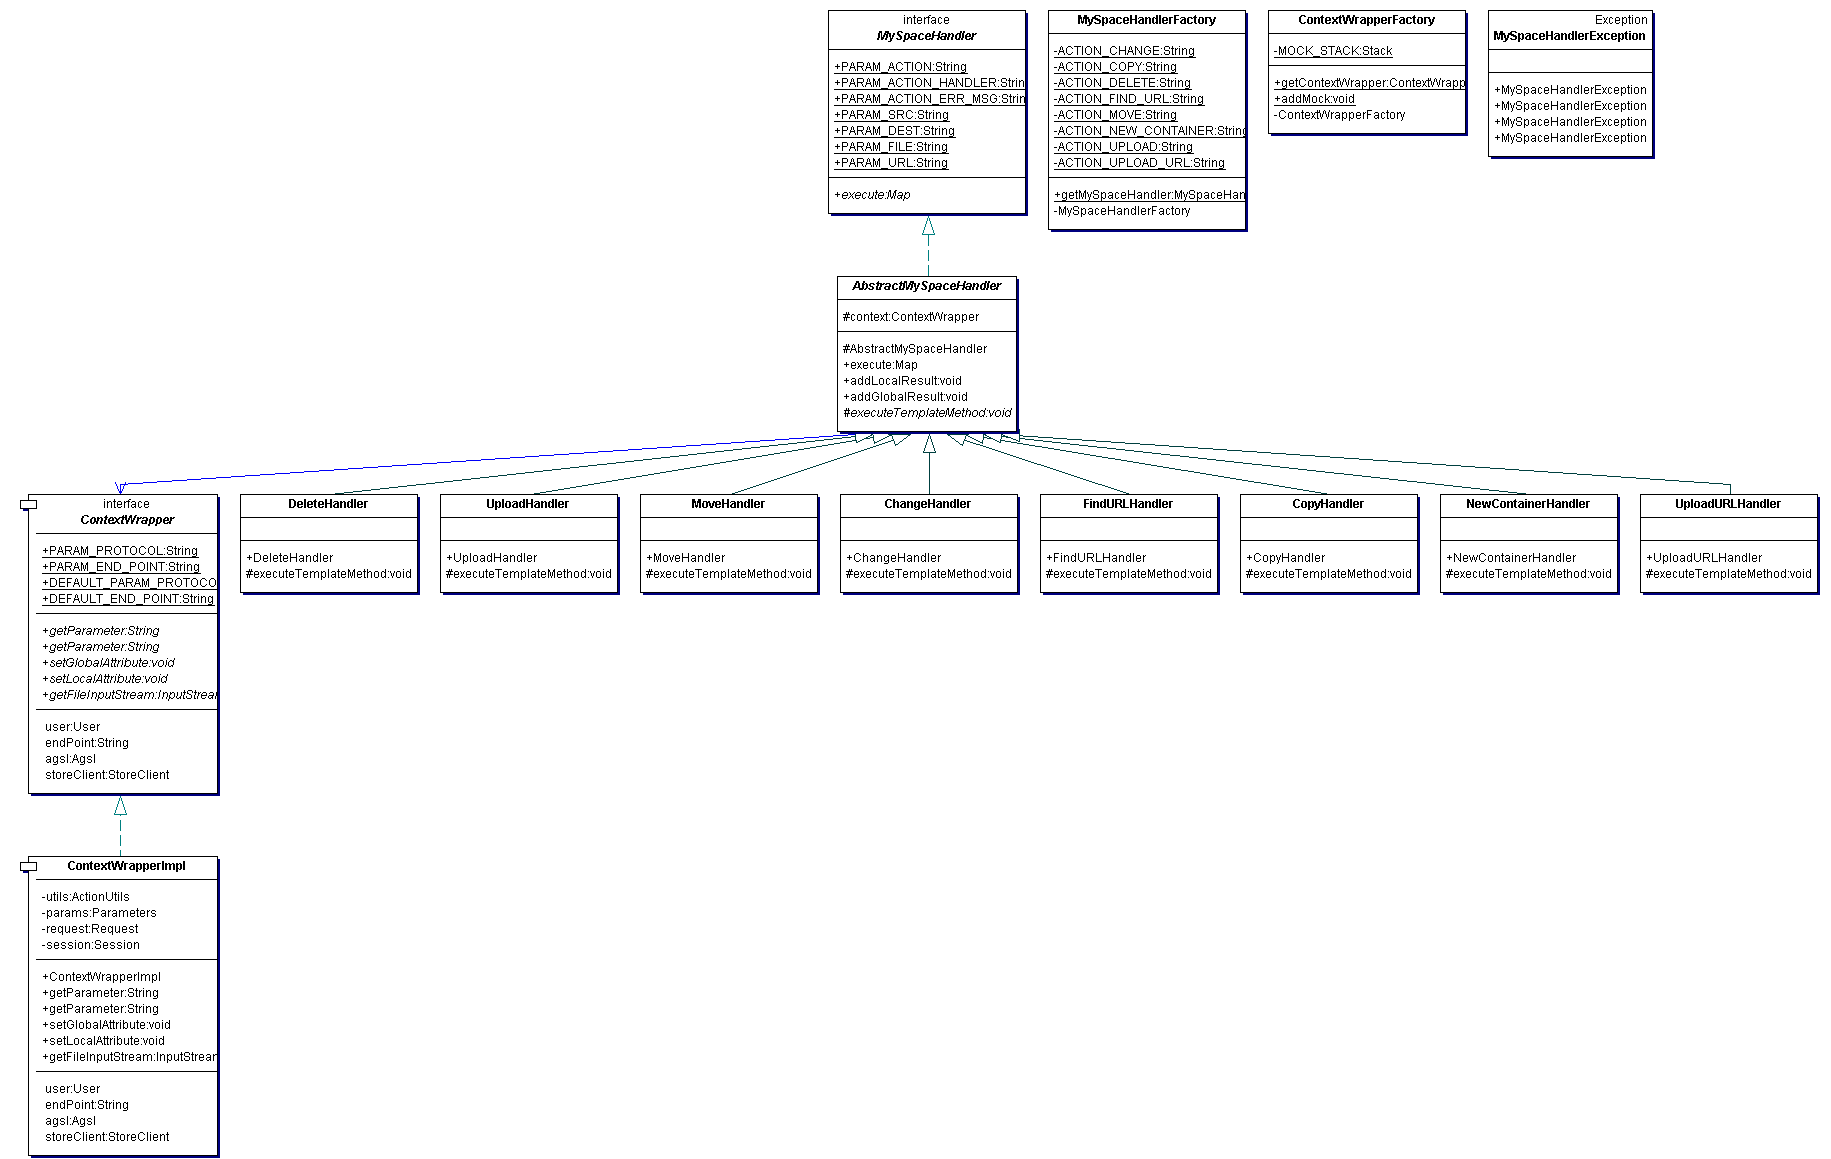 interface
MySpaceHandler
+PARAM_ACTION:String
+PARAM_ACTION_HANDLER:Strin
+PARAM_ACTION_ERR_MSG:Strin
+PARAM_SRC:String
+PARAM_DEST:String
+PARAM_FILE:String
+PARAM_URL:String
+execute:Map
MySpaceHandlerFactory
-ACTION_CHANGE:String
-ACTION_COPY:String
-ACTION_DELETE:String
-ACTION_FIND_URL:String
-ACTION_MOVE:String
-ACTION_NEW_CONTAINER:String
-ACTION_UPLOAD:String
-ACTION_UPLOAD_URL:String
+getMySpaceHandler:MySpaceHan
-MySpaceHandlerFactory
ContextWrapperFactory
-MOCK_STACK:Stack
+getContextWrapper:ContextWrapp
+addMock:void
-ContextWrapperFactory
Exception
MySpaceHandlerException
+MySpaceHandlerException
+MySpaceHandlerException
+MySpaceHandlerException
+MySpaceHandlerException
AbstractMySpaceHandler
#context:ContextWrapper
#AbstractMySpaceHandler
+execute:Map
+addLocalResult:void
+addGlobalResult:void
#executeTemplateMethod:void
interface
ContextWrapper
+PARAM_PROTOCOL:String
+PARAM_END_POINT:String
+DEFAULT_PARAM_PROTOCO
+DEFAULT_END_POINT:String
+getParameter:String
+getParameter:String
+setGlobalAttribute:void
+setLocalAttribute:void
+getFileInputStream:InputStrear
user:User
endPoint:String
agsl:Agsl
storeClient:StoreClient
DeleteHandler
+DeleteHandler
#executeTemplateMethod:void
UploadHandler
+UploadHandler
#executeTemplateMethod:void
MoveHandler
+MoveHandler
#executeTemplateMethod:void
ChangeHandler
+ChangeHandler
#executeTemplateMethod:void
FindURLHandler
+FindURLHandler
#executeTemplateMethod:void
CopyHandler
+CopyHandler
#executeTemplateMethod:void
NewContainerHandler
+NewContainerHandler
#executeTemplateMethod:void
UploadURLHandler
+UploadURLHandler
#executeTemplateMethod:void
ContextWrapperImpl
-utils:ActionUtils
-params:Parameters
-request:Request
-session:Session
+ContextWrapperImpl
+getParameter:String
+getParameter:String
+setGlobalAttribute:void
+setLocalAttribute:void
+getFileInputStream:InputStrear
user:User
endPoint:String
agsl:Agsl
storeClient:StoreClient